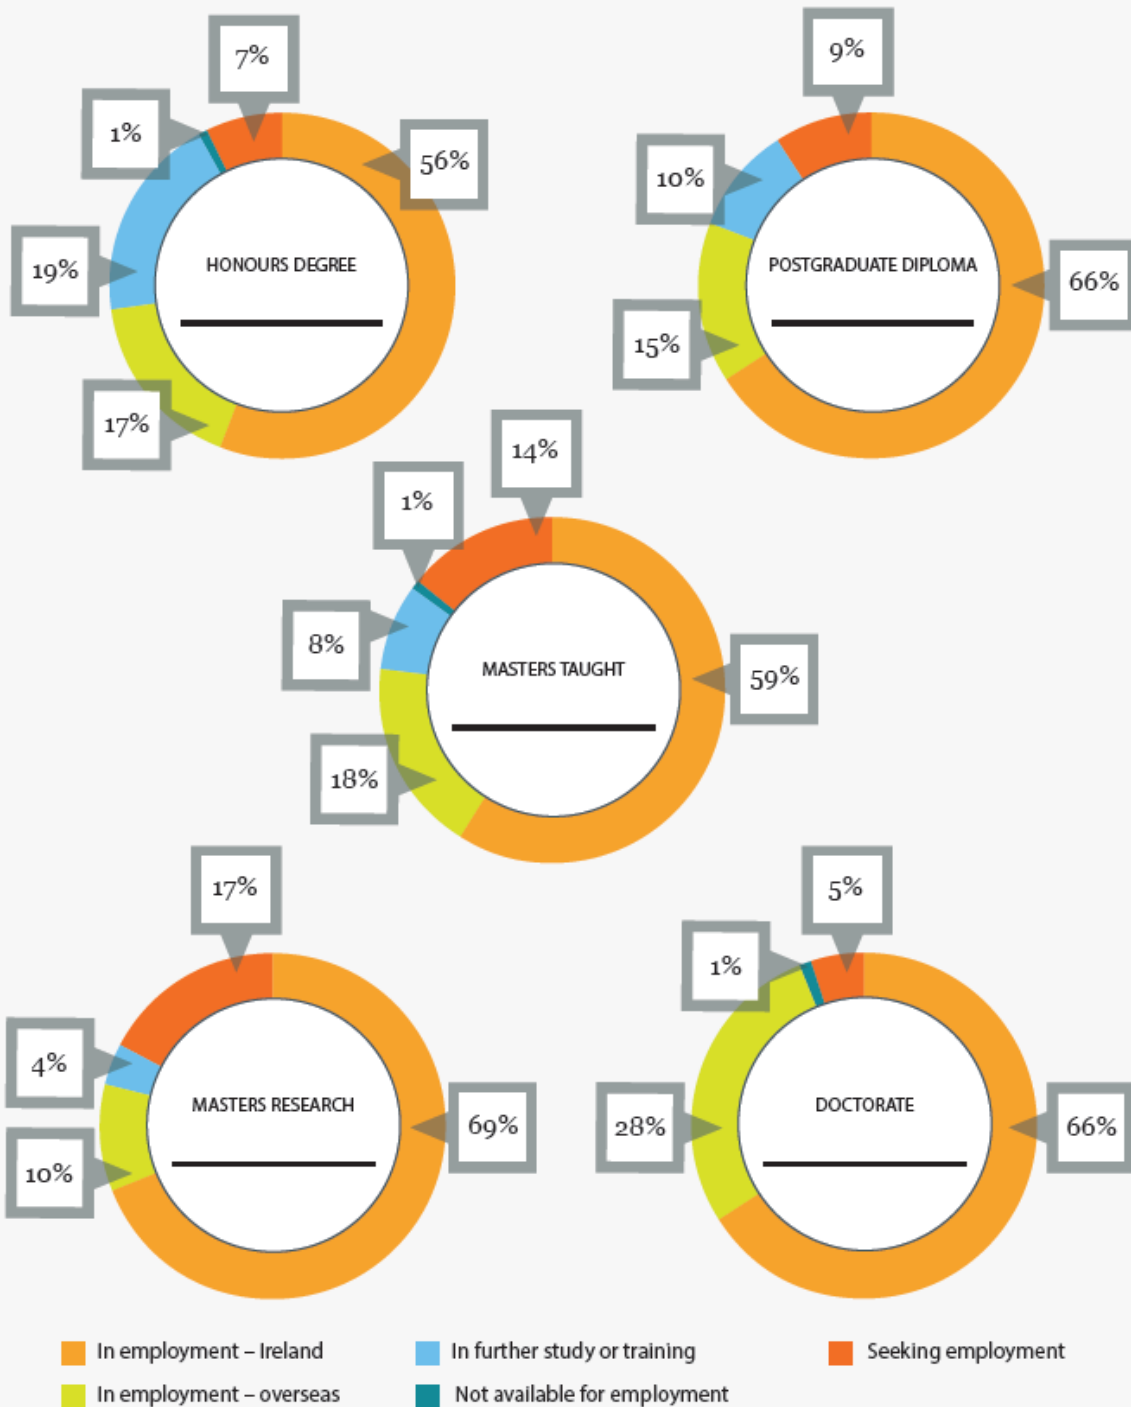 7%
1%
56%
19%
HONOURS DEGREE
17%
9%
10%
POSTGRADUATE DIPLOMA
66%
15%
14%
1%
8%
MASTERS TAUGHT
59%
18%
17%
4%
MASTERS RESEARCH
69%
10%
5%
1%
DOCTORATE
28%
66%
In employment – Ireland
In further study or training
Seeking employment
In employment – overseas
Not available for employment